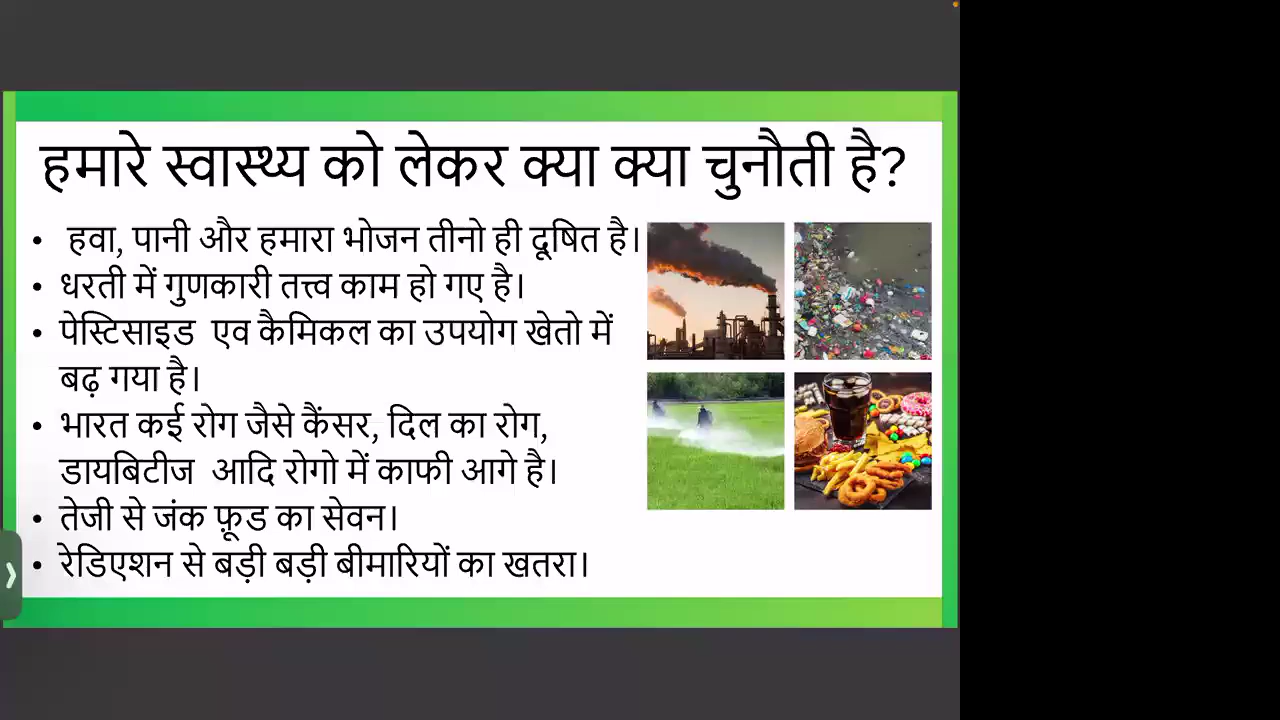 हमारे स्वास्थ्य को लेकर क्या क्या चुनौती है?
• हवा, पानी और हमारा भोजन तीनो ही दूषित है।
• धरती में गुणकारी तत्त्व काम हो गए है।
• पेस्टिसाइड एव कैमिकल का उपयोग खेतो में
बढ़ गया है।
• भारत कई रोग जैसे कैंसर, दिल का रोग,
डायबिटीज आदि रोगो में काफी आगे है।
• तेजी से जंक फ़ूड का सेवन।
• रेडिएशन से बड़ी बड़ी बीमारियों का खतरा।